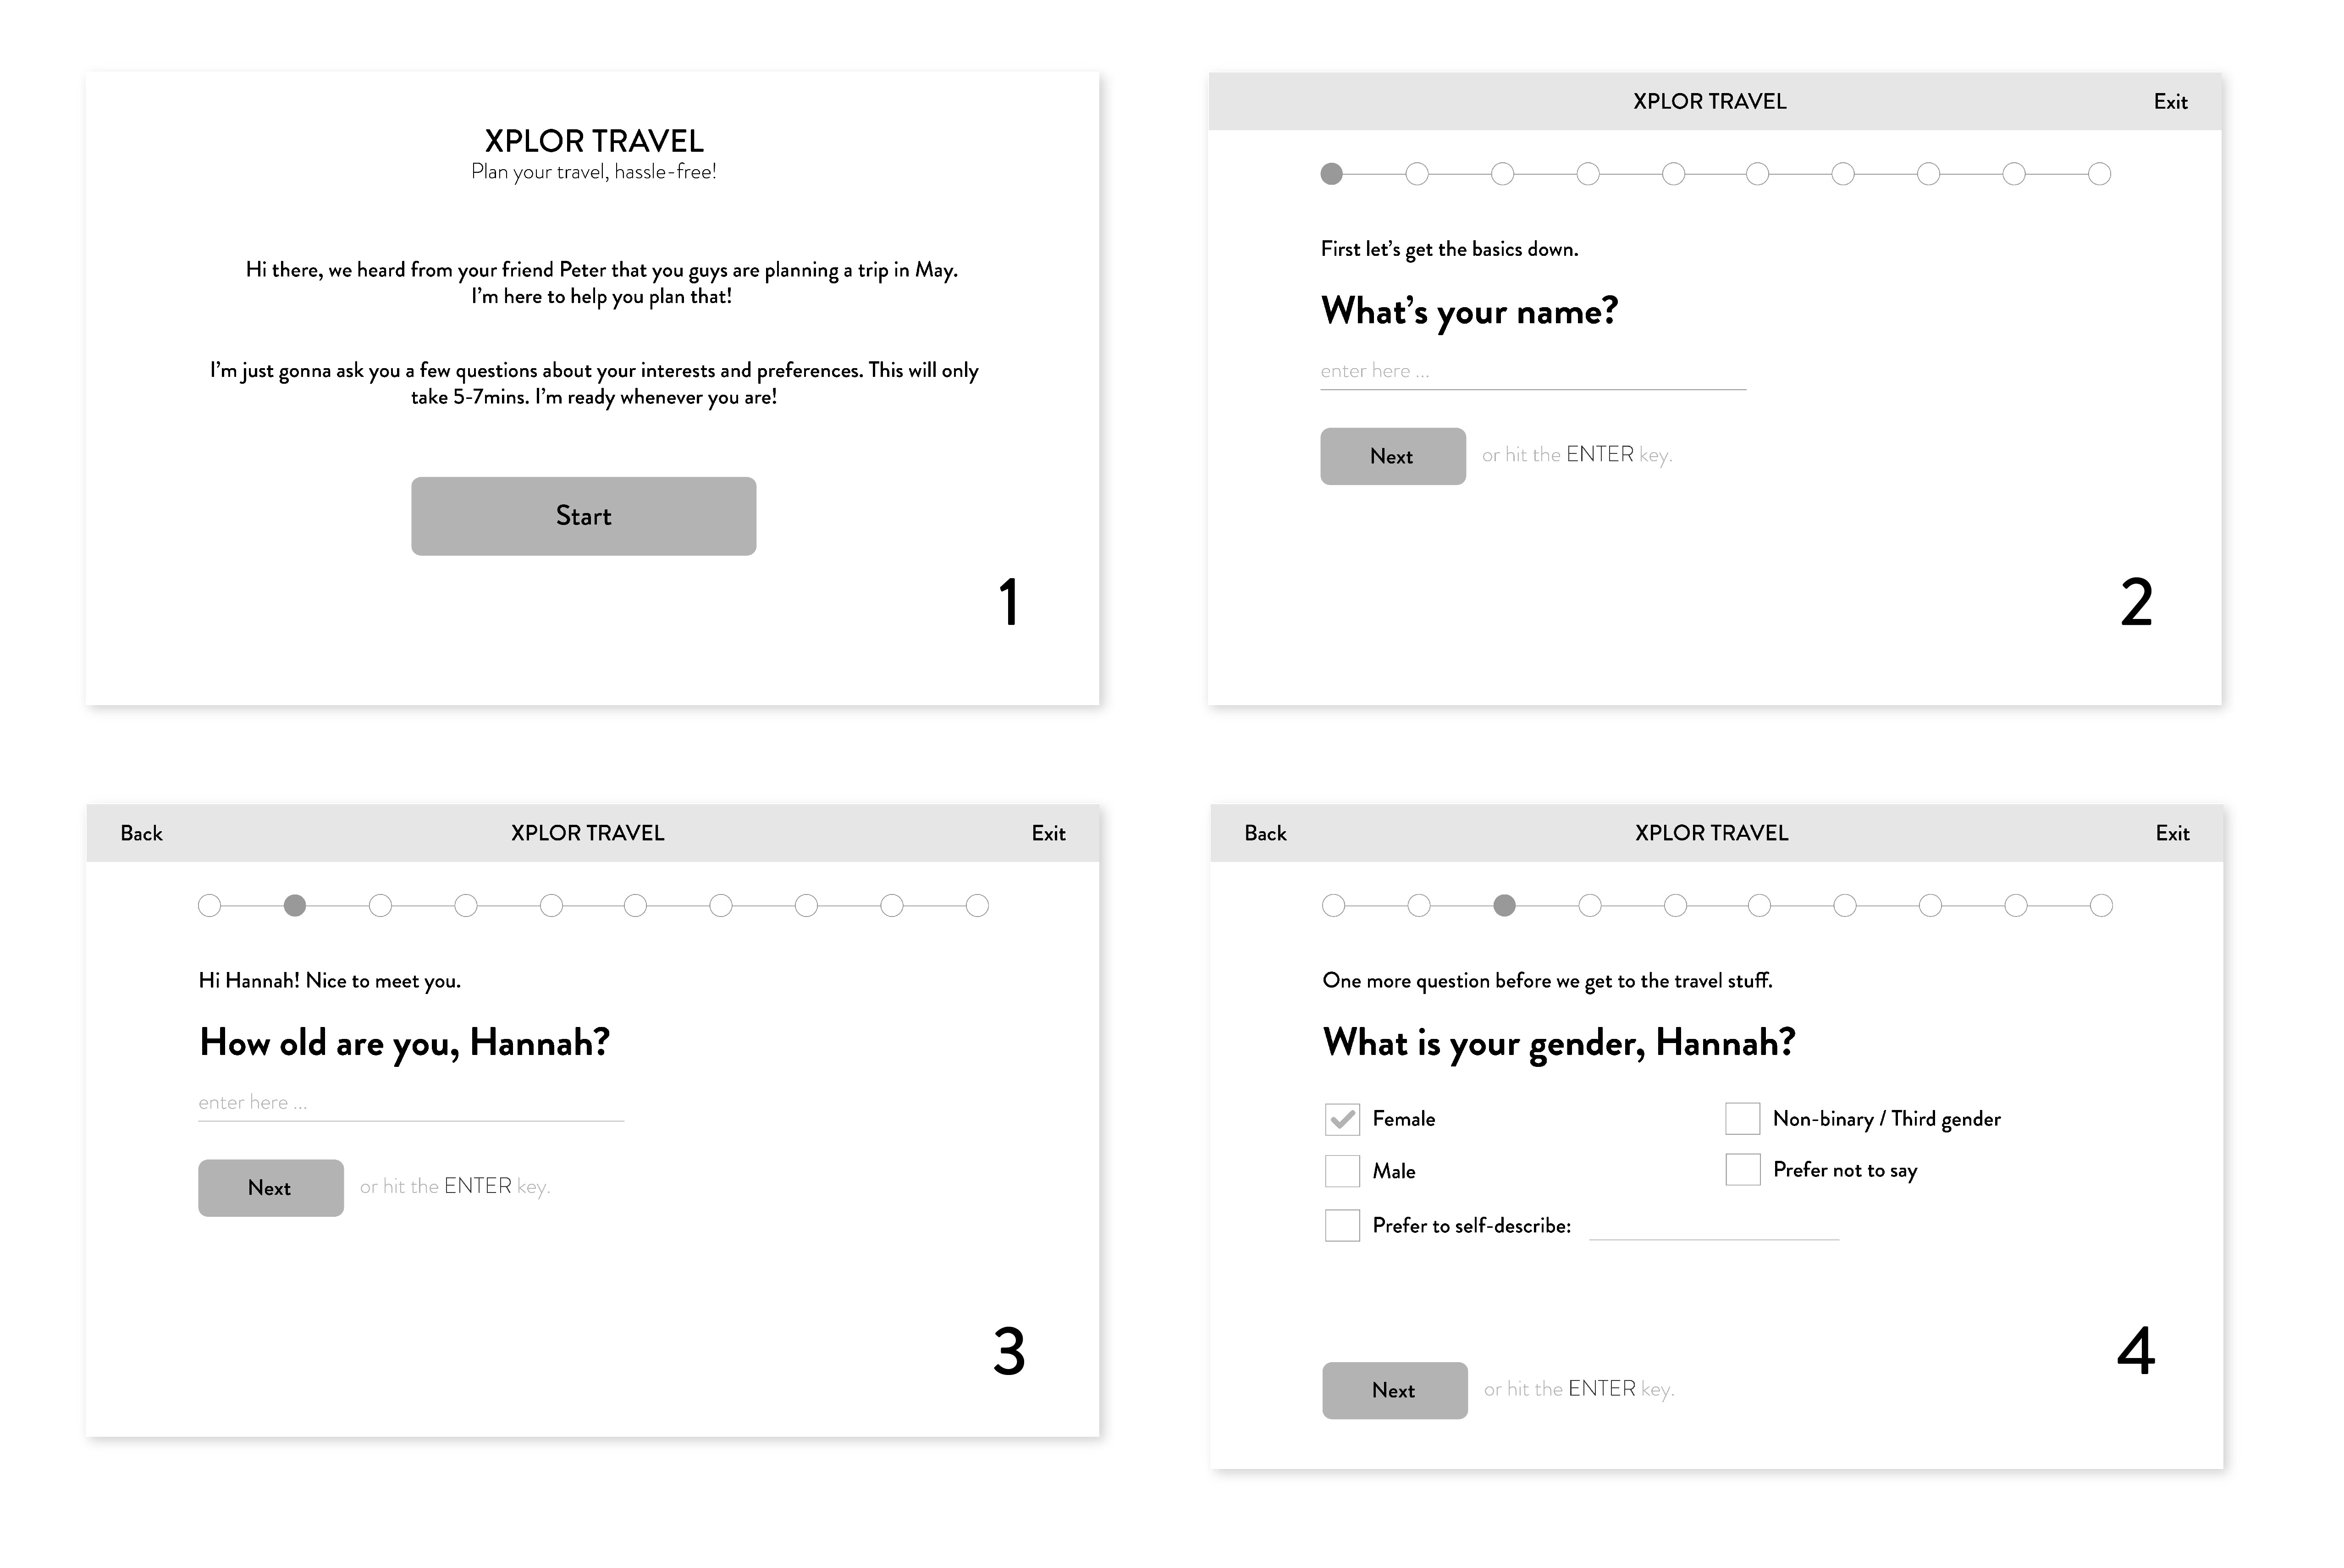 XPLOR TRAVEL
Plan your travel, hassle-free!
Hi there, we heard from your friend Peter that you guys are planning a trip in May.
I'm here to help you plan that!
I'm just gonna ask you a few questions about your interests and preferences. This will only
take 5-7mins. I'm ready whenever you are!
Start
1
XPLOR TRAVEL
Exit
First let's get the basics down.
What's your name?
enter here ...
Next
or hit the ENTER key.
2
Back
XPLOR TRAVEL
Exit
Hi Hannah! Nice to meet you.
How old are you, Hannah?
enter here ...
Next
or hit the ENTER key.
3
Back
XPLOR TRAVEL
Exit
One more question before we get to the travel stuff.
What is your gender, Hannah?
Female
Non-binary / Third gender
Male
Prefer not to say
Prefer to self-describe:
Next
or hit the ENTER key.
4